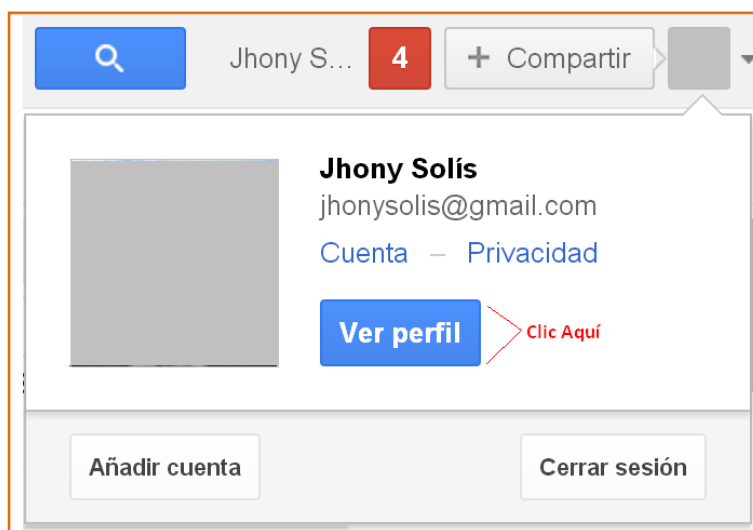 Jhony S... 4 + Compartir
Jhony Solís
jhonysolis@gmail.com
Cuenta – Privacidad
Ver perfil Clic Aquí
Añadir cuenta Cerrar sesión